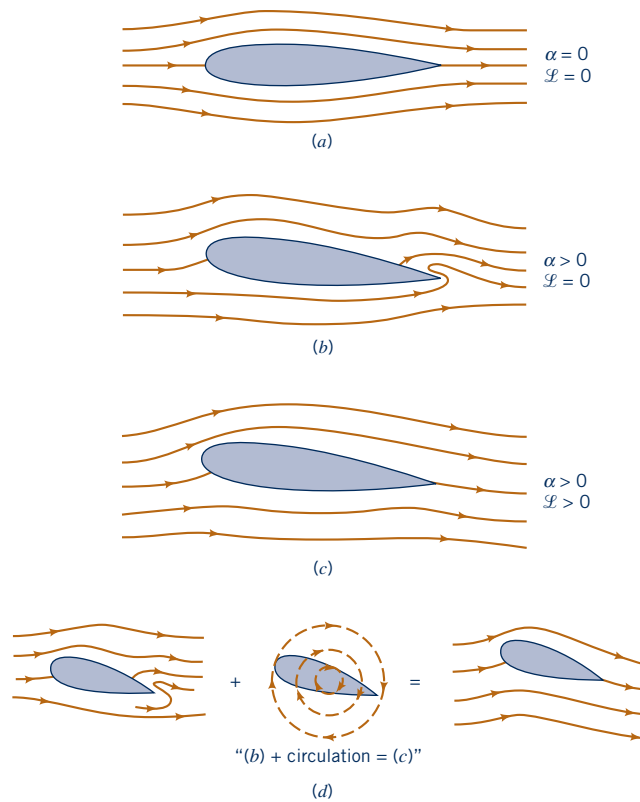 α = 0
ℒ = 0
(a)
α > 0
ℒ = 0
(b)
α > 0
ℒ > 0
(c)
+
=
“(b) + circulation = (c)”
(d)